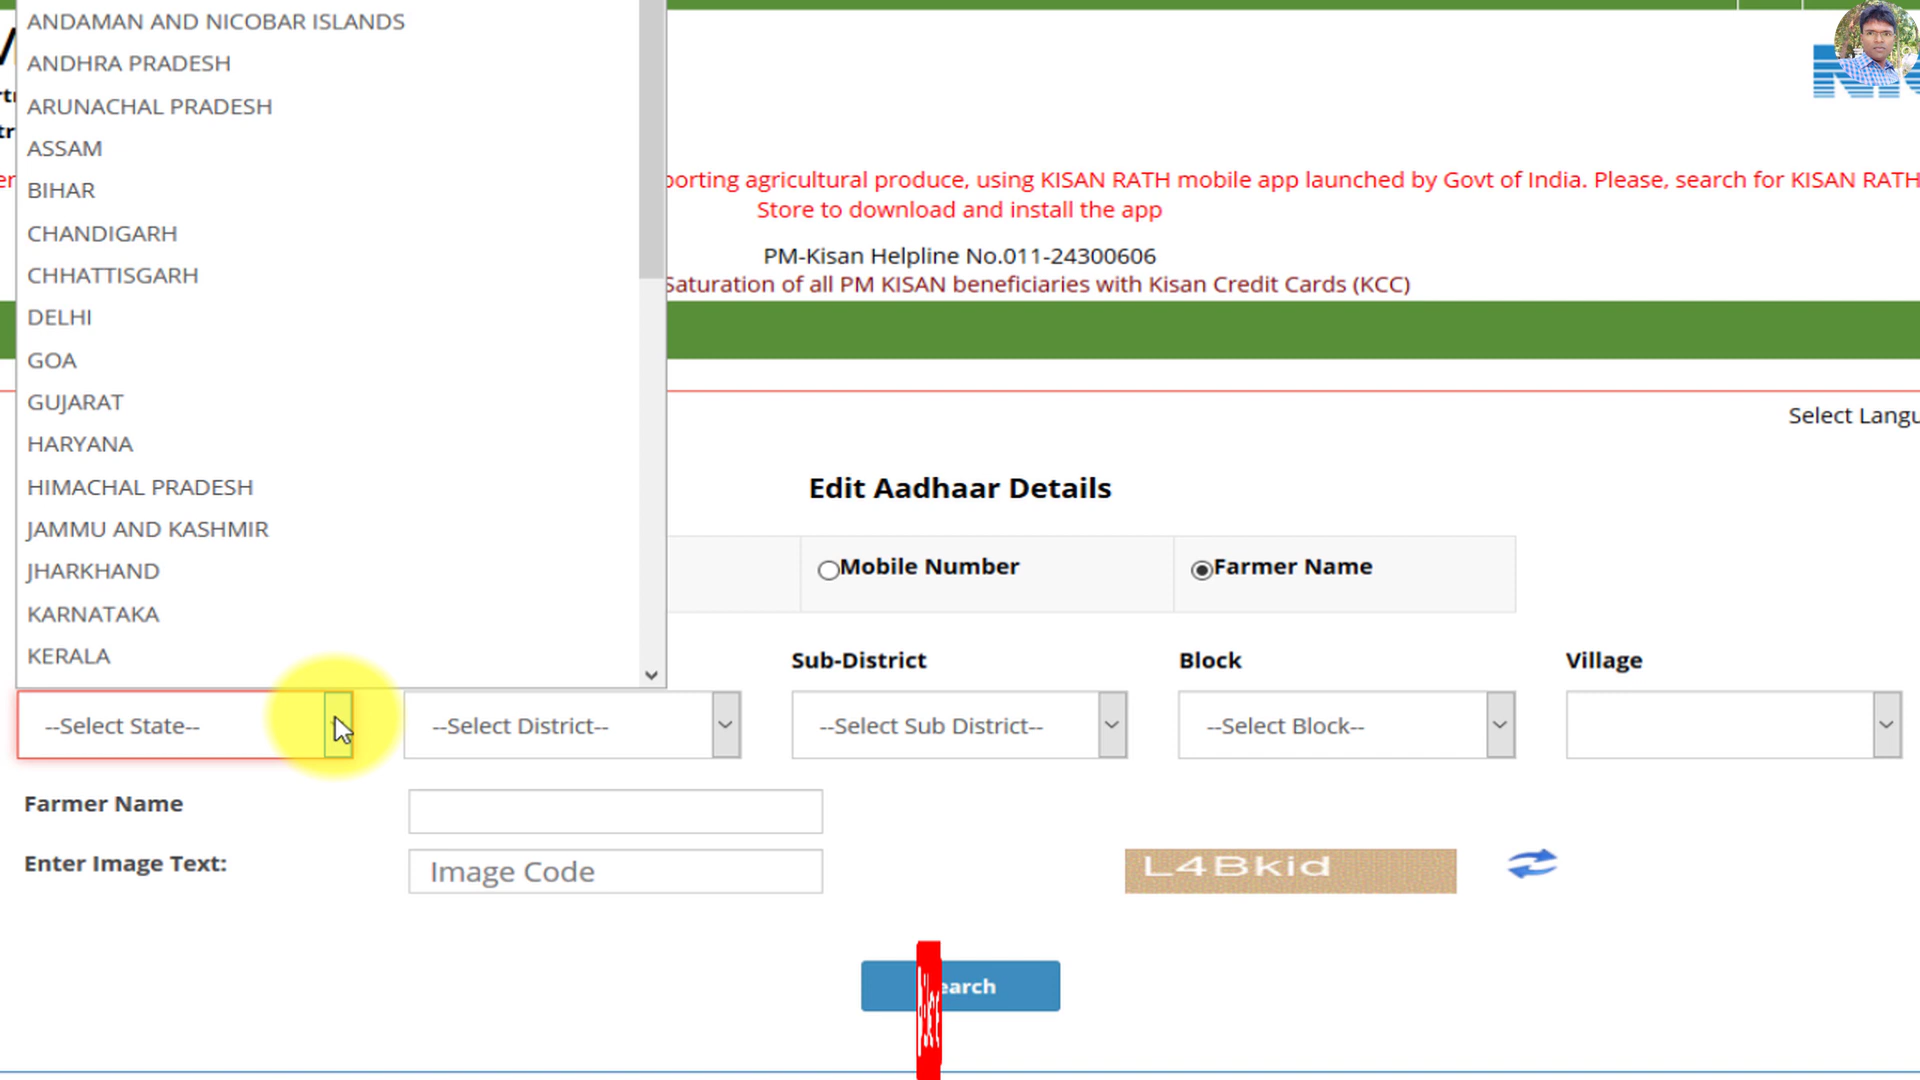 ANDAMAN AND NICOBAR ISLANDS
ANDHRA PRADESH
ARUNACHAL PRADESH
ASSAM
BIHAR
CHANDIGARH
CHHATTISGARH
DELHI
GOA
GUJARAT
HARYANA
HIMACHAL PRADESH
JAMMU AND KASHMIR
JHARKHAND
KARNATAKA
KERALA
porting agricultural produce, using KISAN RATH mobile app launched by Govt of India. Please, search for KISAN RATH
Store to download and install the app
PM-Kisan Helpline No.011-24300606
Saturation of all PM KISAN beneficiaries with Kisan Credit Cards (KCC)
Select Langu
Edit Aadhaar Details
Mobile Number Farmer Name
Sub-District Block Village
--Select State-- --Select District-- --Select Sub District-- --Select Block--
Farmer Name
Enter Image Text: Image Code L4Bkid
earch